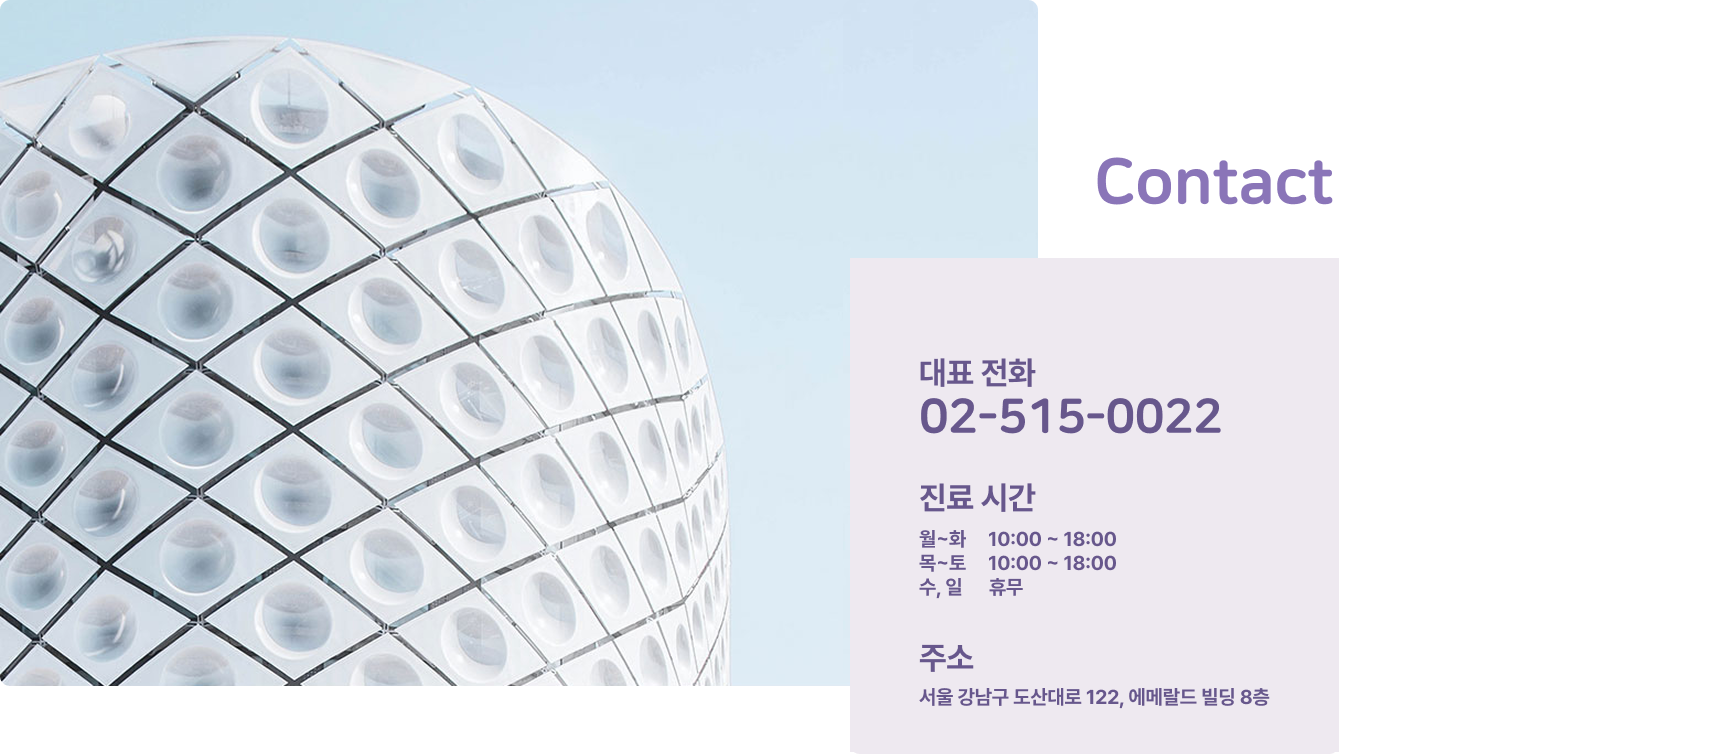 Contact
대표 전화
02-515-0022
진료 시간
월~화 10:00 ~ 18:00
목~토 10:00 ~ 18:00
수, 일 휴무
주소
서울 강남구 도산대로 122, 에메랄드 빌딩 8층